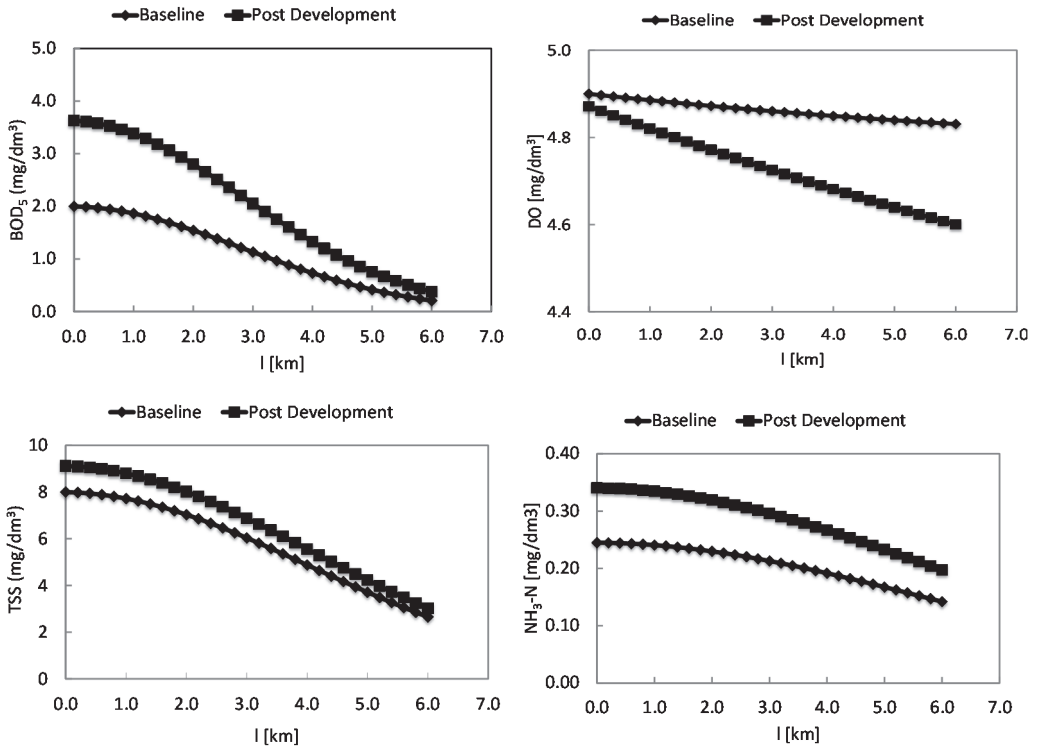 Baseline Post Development
5.0
4.0
3.0
2.0
1.0
0.0
BOD5 (mg/dm³)
0.0 1.0 2.0 3.0 4.0 5.0 6.0 7.0
l [km]
Baseline Post Development
5.0
4.8
4.6
4.4
DO [mg/dm³]
0.0 1.0 2.0 3.0 4.0 5.0 6.0 7.0
l [km]
Baseline Post Development
10
8
6
4
2
0
TSS (mg/dm³)
0.0 1.0 2.0 3.0 4.0 5.0 6.0 7.0
l [km]
Baseline Post Development
0.40
0.30
0.20
0.10
0.00
NH3-N [mg/dm3]
0.0 1.0 2.0 3.0 4.0 5.0 6.0 7.0
l [km]